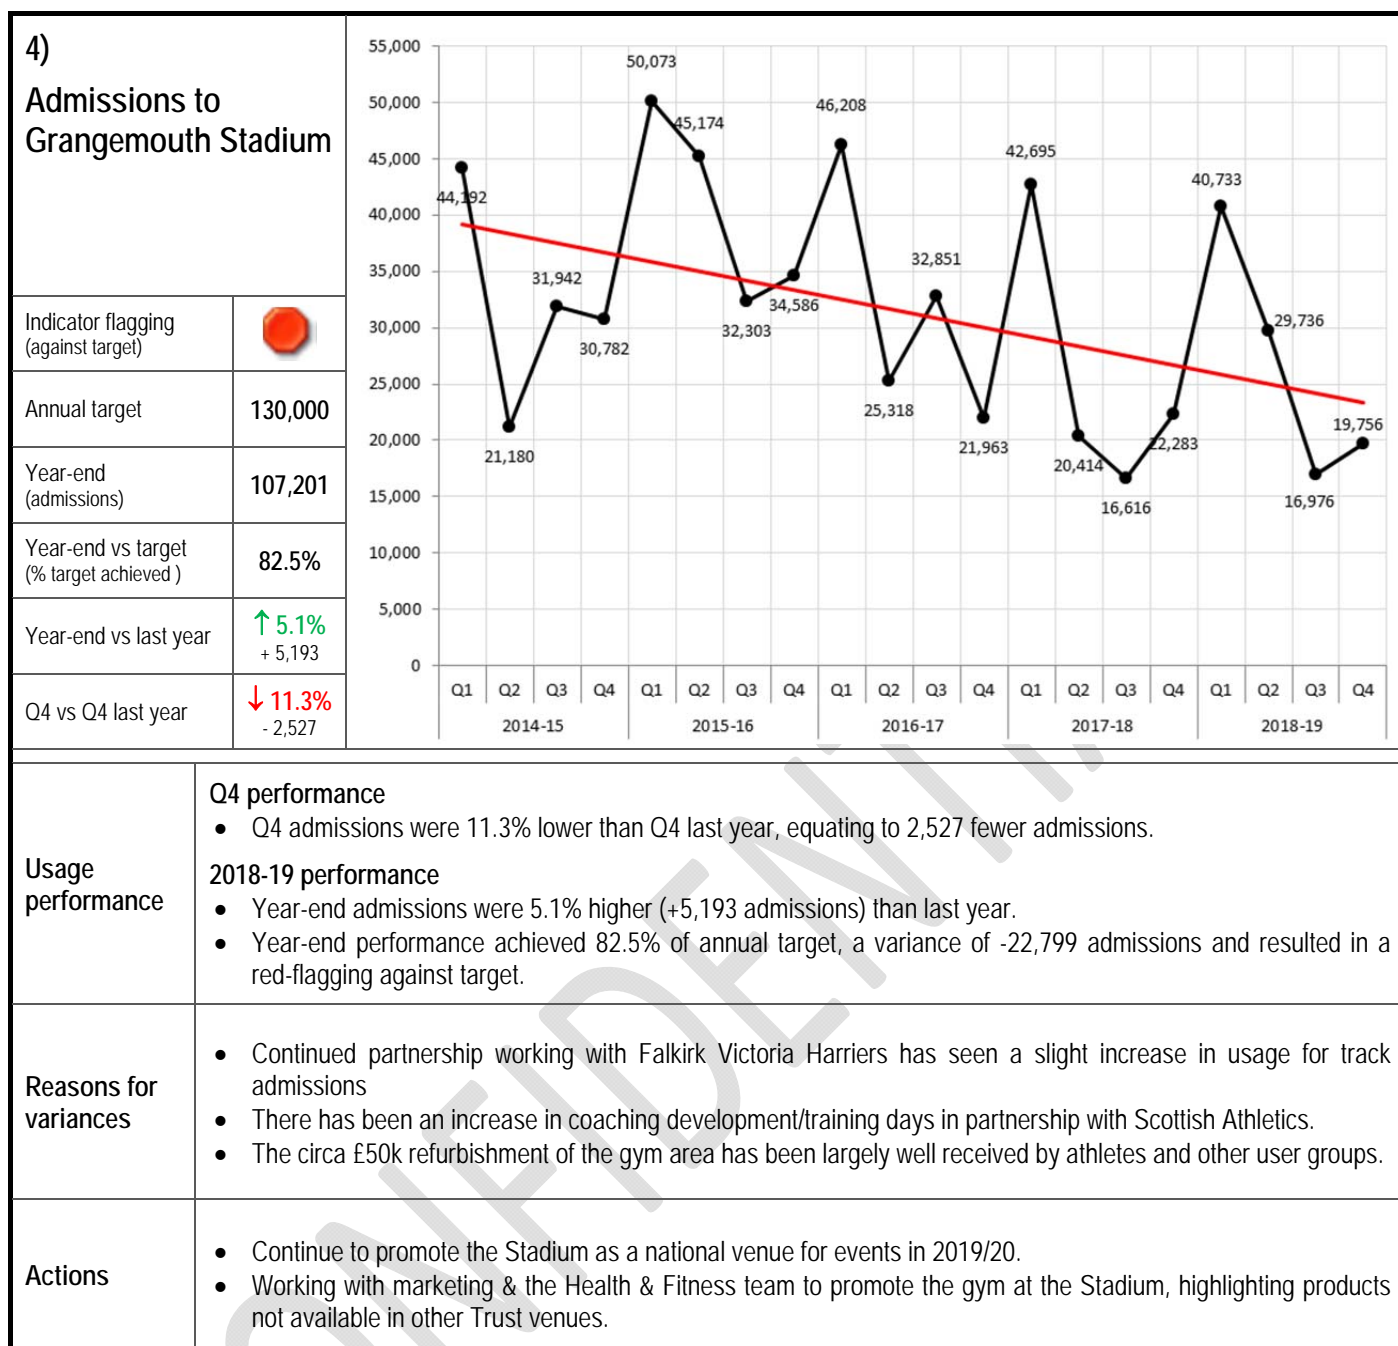 4)
Admissions to
Grangemouth Stadium
Indicator flagging
(against target)
Annual target
130,000
Year-end
(admissions)
107,201
Year-end vs target
(% target achieved )
82.5%
Year-end vs last year
↑ 5.1%
+ 5,193
Q4 vs Q4 last year
↓ 11.3%
- 2,527
55,000
50,000
45,000
40,000
35,000
30,000
25,000
20,000
15,000
10,000
5,000
0
44,192
21,180
31,942
30,782
50,073
45,174
32,303
34,586
46,208
25,318
32,851
21,963
42,695
20,414
16,616
22,283
40,733
29,736
16,976
19,756
Q1 Q2 Q3 Q4 Q1 Q2 Q3 Q4 Q1 Q2 Q3 Q4 Q1 Q2 Q3 Q4 Q1 Q2 Q3 Q4
2014-15 2015-16 2016-17 2017-18 2018-19
Usage
performance
Q4 performance
• Q4 admissions were 11.3% lower than Q4 last year, equating to 2,527 fewer admissions.
2018-19 performance
• Year-end admissions were 5.1% higher (+5,193 admissions) than last year.
• Year-end performance achieved 82.5% of annual target, a variance of -22,799 admissions and resulted in a
red-flagging against target.
Reasons for
variances
• Continued partnership working with Falkirk Victoria Harriers has seen a slight increase in usage for track
admissions
• There has been an increase in coaching development/training days in partnership with Scottish Athletics.
• The circa £50k refurbishment of the gym area has been largely well received by athletes and other user groups.
Actions
• Continue to promote the Stadium as a national venue for events in 2019/20.
• Working with marketing & the Health & Fitness team to promote the gym at the Stadium, highlighting products
not available in other Trust venues.